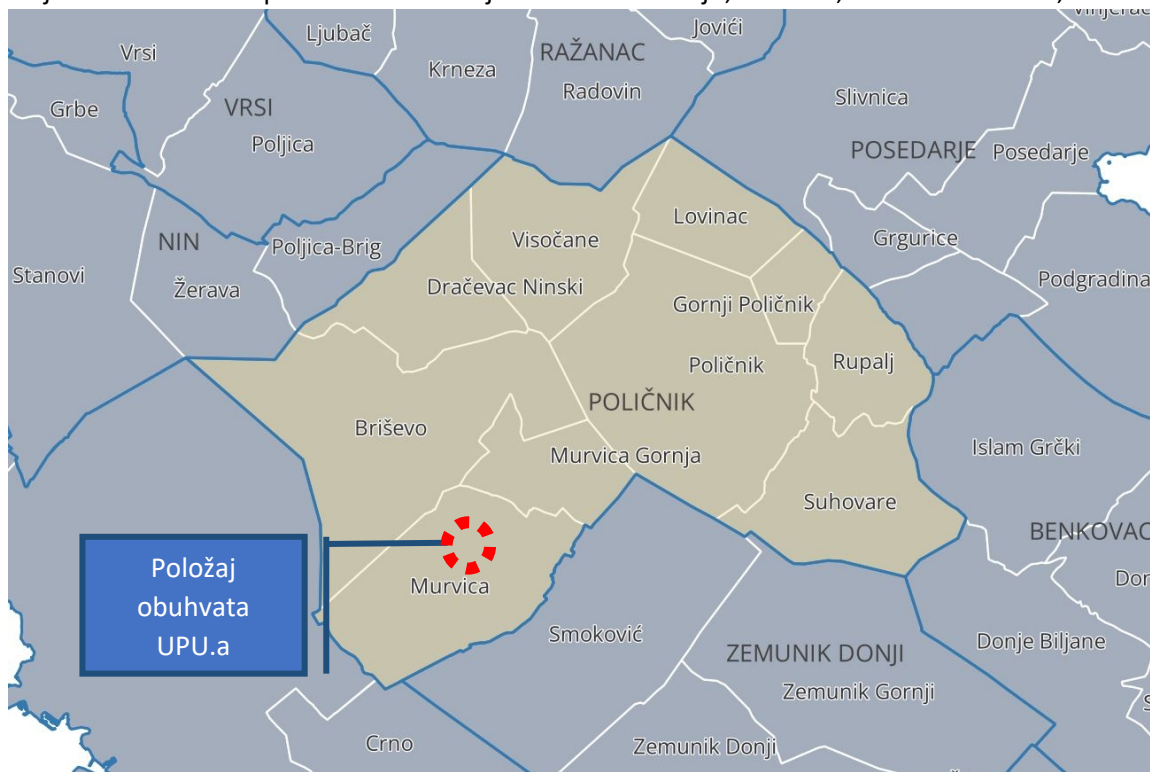 Vrsi
Ljubač
Jovići
RAŽANAC
Krneza
Radovin
Grbe
VRSI
Slivnica
Poljica
POSEDARJE
Posedarje
Lovinac
NIN
Poljica-Brig
Visočane
Grgurice
Stanovi
Žerava
Dračevac Ninski
Gornji Poličnik
Podgradina
Poličnik
Rupalj
POLIČNIK
Briševo
Murvica Gornja
Islam Grčki
Suhovare
BENKOVAC
Položaj
obuhvata
UPU.a
Murvica
Smoković
Donje Biljane
ZEMUNIK DONJI
Zemunik Gornji
Crno
Zemunik Donji